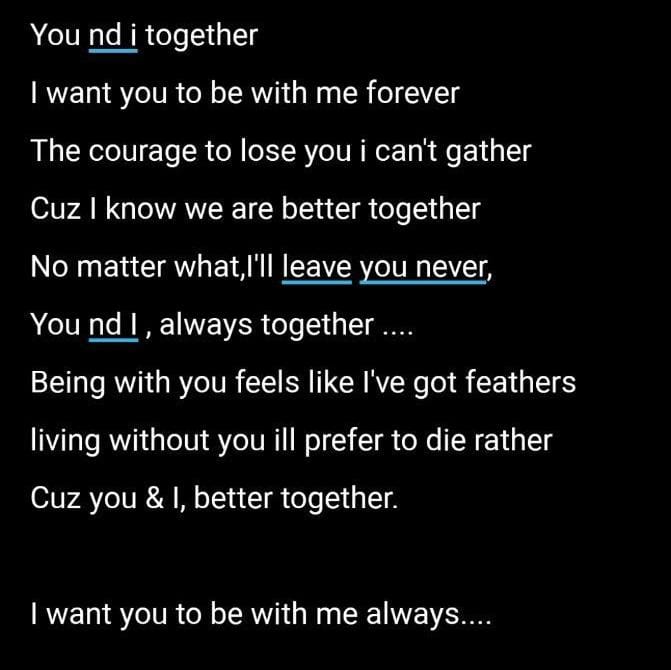 You nd i together
I want you to be with me forever
The courage to lose you i can't gather
Cuz I know we are better together
No matter what,I'll leave you never,
You nd I , always together ....
Being with you feels like I've got feathers
living without you ill prefer to die rather
Cuz you & I, better together.
I want you to be with me always....